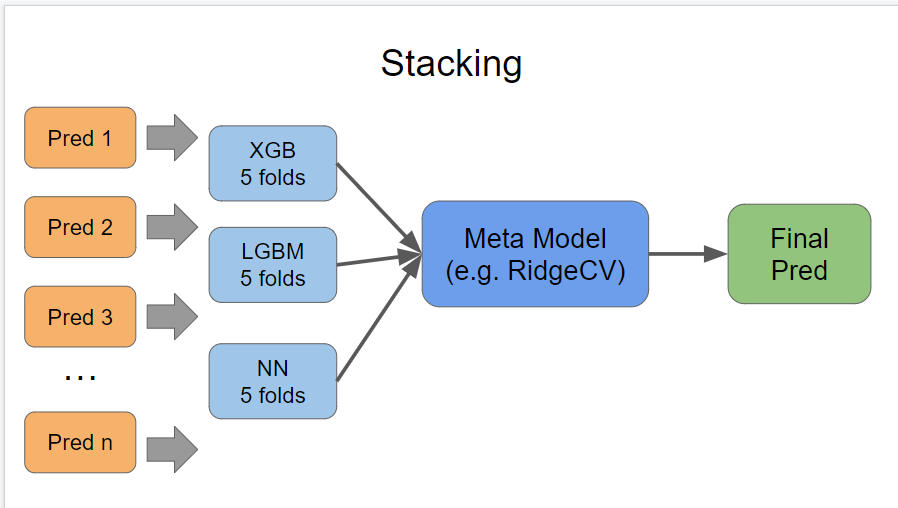 Stacking
Pred 1
Pred 2
Pred 3
...
Pred n
XGB
5 folds
LGBM
5 folds
NN
5 folds
Meta Model
(e.g. RidgeCV)
Final
Pred